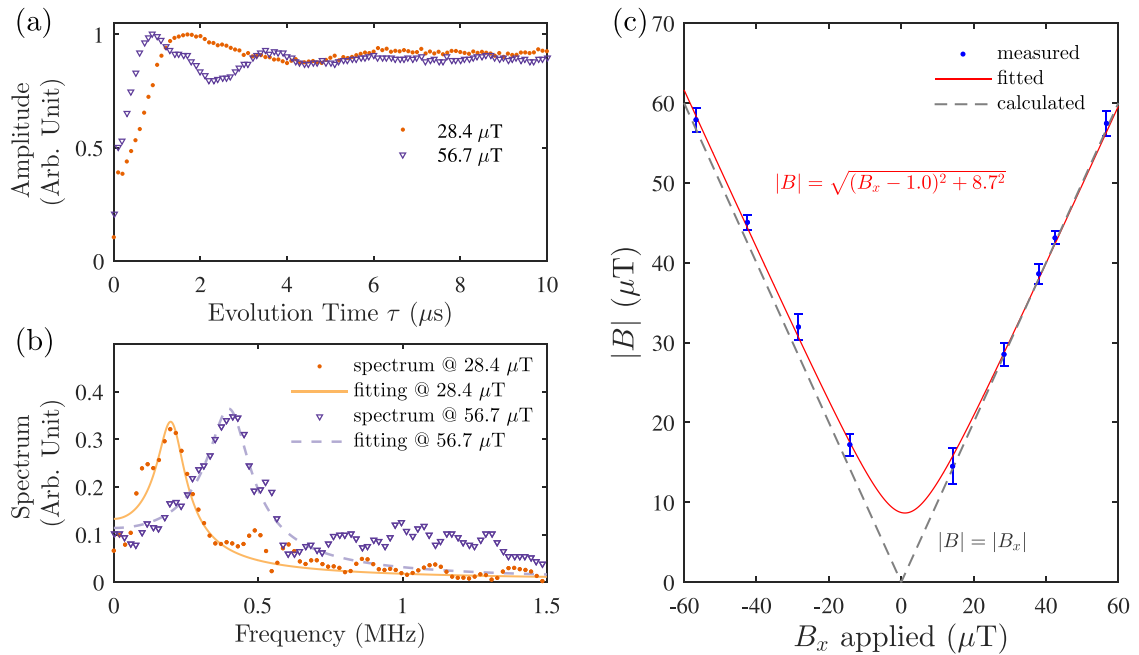 (a)
1
0.5
0
Amplitude
(Arb. Unit)
28.4 μT
56.7 μT
0 2 4 6 8 10
Evolution Time τ (μs)
(b)
0.4
0.3
0.2
0.1
0
Spectrum
(Arb. Unit)
spectrum @ 28.4 μT
fitting @ 28.4 μT
spectrum @ 56.7 μT
fitting @ 56.7 μT
0 0.5 1 1.5
Frequency (MHz)
(c)
70
60
50
40
30
20
10
0
|B| (μT)
measured
fitted
calculated
|B| = √(B_x − 1.0)² + 8.7²
|B| = |B_x|
-60 -40 -20 0 20 40 60
B_x applied (μT)